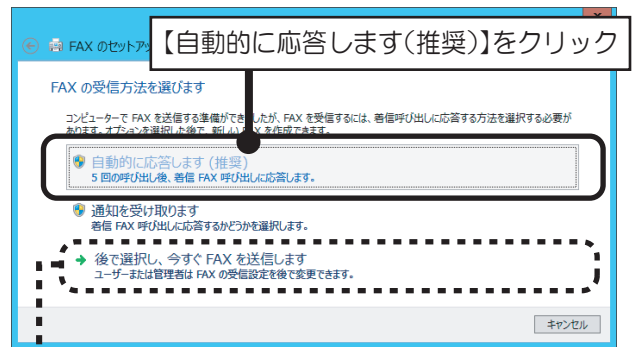 【自動的に応答します(推奨)】をクリック
FAX のセットアッ
FAX の受信方法を選びます
コンピューターで FAX を送信する準備ができましたが、FAX を受信するには、着信呼び出しに応答する方法を選択する必要が
あります。オプションを選択した後で、新しい FAX を作成できます。
自動的に応答します (推奨)
5 回の呼び出し後、着信 FAX 呼び出しに応答します。
通知を受け取ります
着信 FAX 呼び出しに応答するかどうかを選択します。
後で選択し、今すぐ FAX を送信します
ユーザーまたは管理者は FAX の受信設定を後で変更できます。
キャンセル